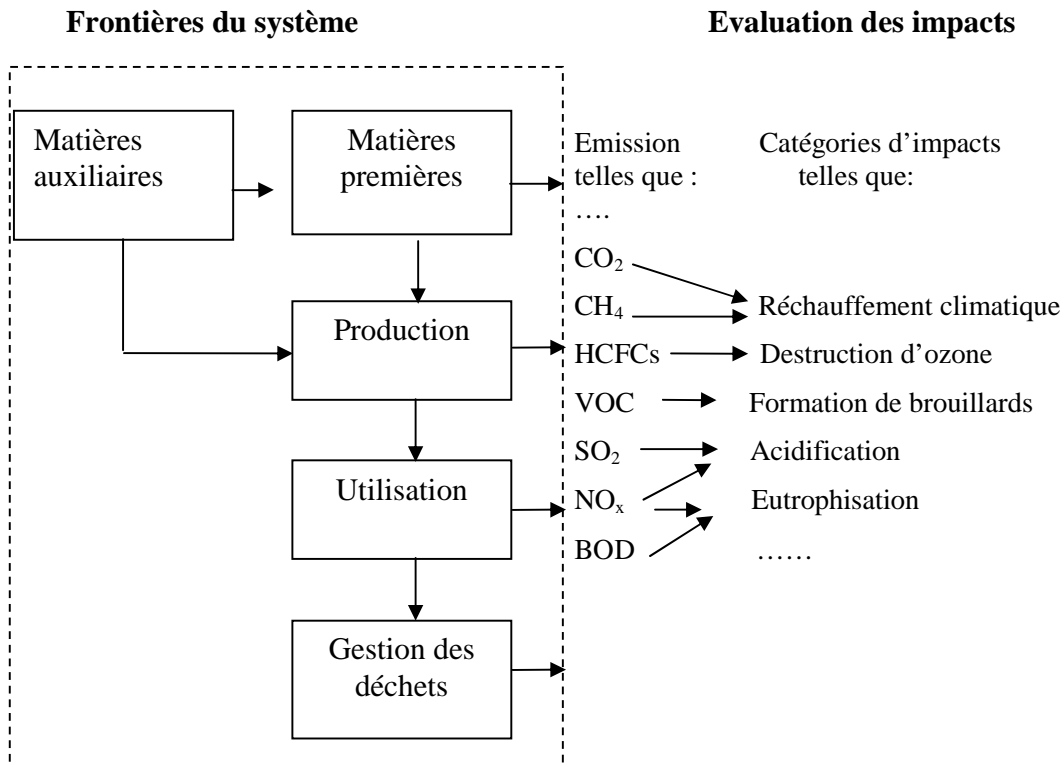 Frontières du système
Evaluation des impacts
Matières
auxiliaires
Matières
premières
Production
Utilisation
Gestion des
déchets
Emission
telles que :
….
CO₂
CH₄
HCFCs
VOC
SO₂
NOₓ
BOD
Catégories d’impacts
telles que:
Réchauffement climatique
Destruction d’ozone
Formation de brouillards
Acidification
Eutrophisation
……